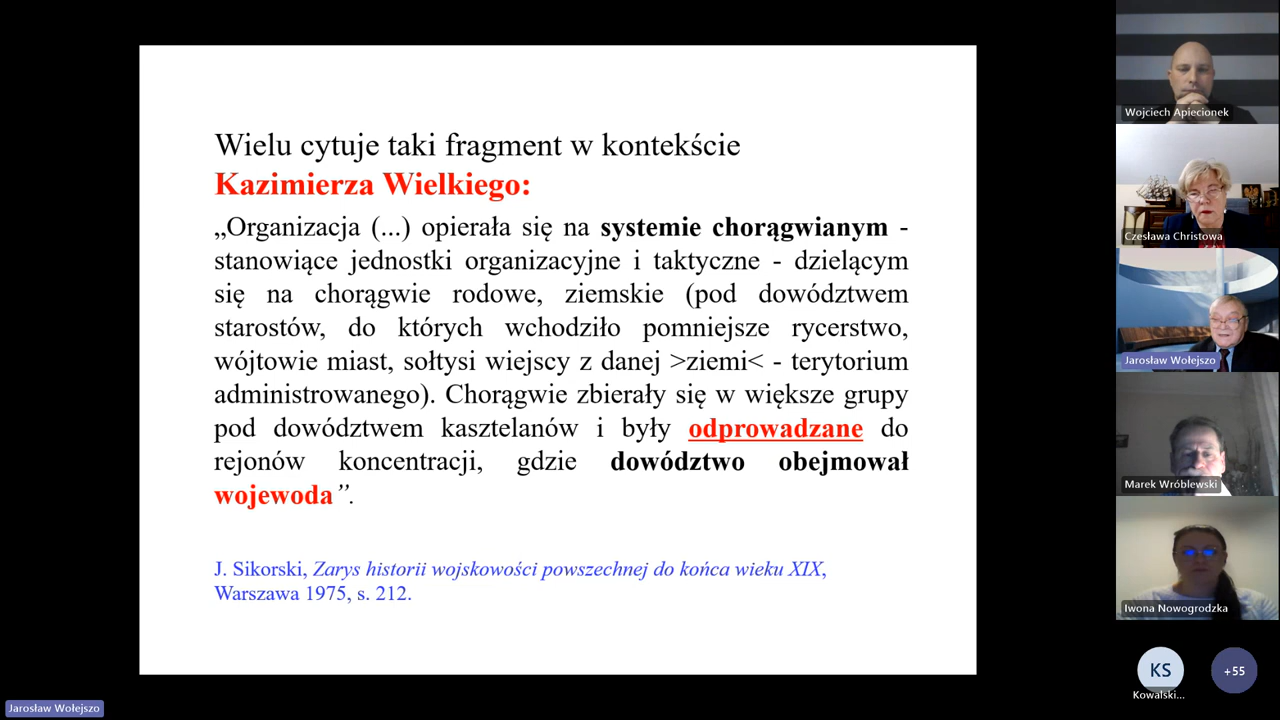 Wielu cytuje taki fragment w kontekście
Kazimierza Wielkiego:
„Organizacja (...) opierała się na systemie chorągwianym -
stanowiące jednostki organizacyjne i taktyczne - dzielącym
się na chorągwie rodowe, ziemskie (pod dowództwem
starostów, do których wchodziło pomniejsze rycerstwo,
wójtowie miast, sołtysi wiejscy z danej >ziemi< - terytorium
administrowanego). Chorągwie zbierały się w większe grupy
pod dowództwem kasztelanów i były odprowadzane do
rejonów koncentracji, gdzie dowództwo obejmował
wojewoda”.
J. Sikorski, Zarys historii wojskowości powszechnej do końca wieku XIX,
Warszawa 1975, s. 212.
Wojciech Apiecionek
Czesława Christowa
Jarosław Wołejszo
Marek Wróblewski
Iwona Nowogrodzka
KS
Kowalski...
+55
Jarosław Wołejszo